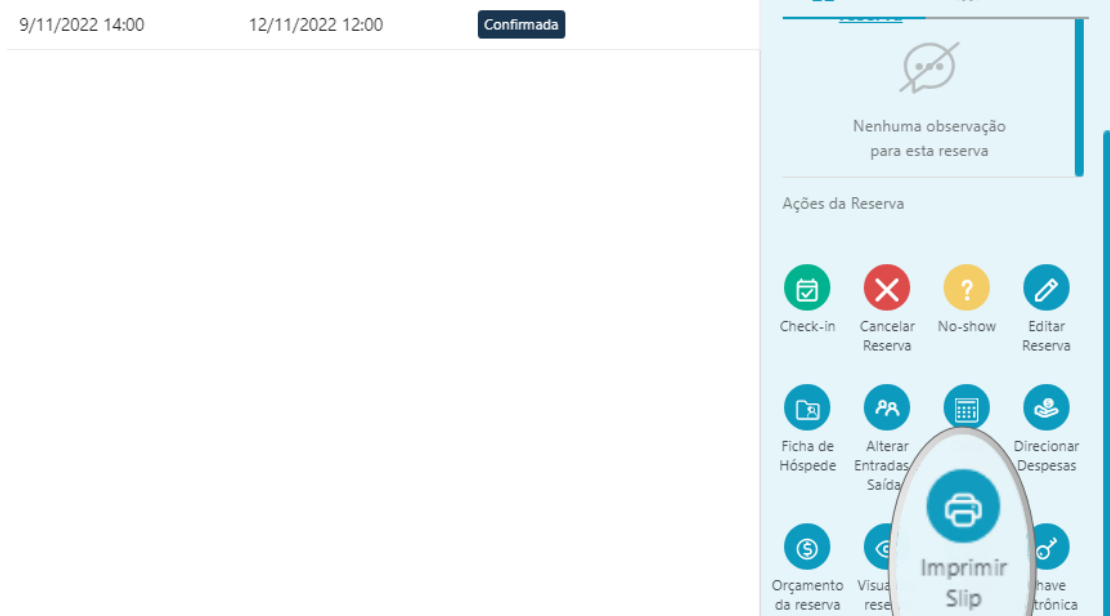 9/11/2022 14:00 12/11/2022 12:00 Confirmada
Nenhuma observação
para esta reserva
Ações da Reserva
Check-in Cancelar No-show Editar
Reserva Reserva
Ficha de Alterar Direcionar
Hóspede Entradas Despesas
Saída
Imprimir
Slip
Orçamento
da reserva